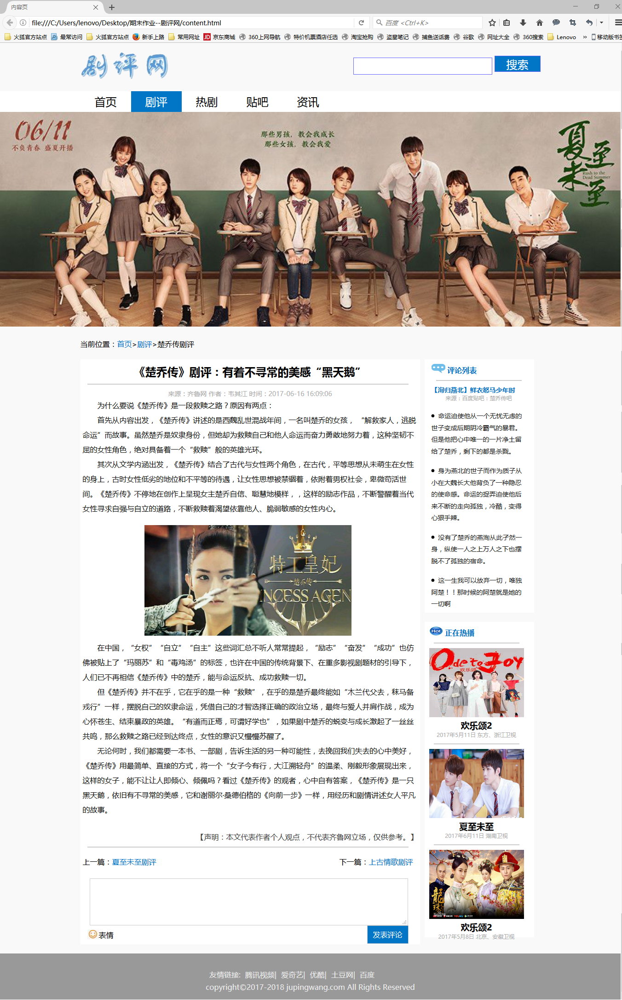 内容页
file:///C:/Users/lenovo/Desktop/期末作业--剧评网/content.html
百度 <Ctrl+K>
火狐官方站点 最常访问 火狐官方站点 新手上路 常用网址 JD 京东商城 360上网导航 特价机票酒店任选 淘宝抢购 盗墓笔记 捕鱼送话费 谷歌 网址大全 360搜索 Lenovo » 移动版书签
剧评网
搜索
首页 剧评 热剧 贴吧 资讯
06/11
不负青春 盛夏开播
那些男孩，教会我成长
那些女孩，教会我爱
夏至未至
Rush to the
Dead Summer
当前位置：首页>剧评>楚乔传剧评
《楚乔传》剧评：有着不寻常的美感“黑天鹅”
来源：齐鲁网 作者：韦其江 时间：2017-06-16 16:09:06
为什么要说《楚乔传》是一段救赎之路？原因有两点：
首先从内容出发，《楚乔传》讲述的是西魏乱世混战年间，一名叫楚乔的女孩， “解救家人，逃脱
命运”而故事。虽然楚乔是奴隶身份，但她却为救赎自己和他人命运而奋力勇敢地努力着，这种坚韧不
屈的女性角色，绝对具备着一个“救赎”般的英雄光环。
其次从文学内涵出发，《楚乔传》结合了古代与女性两个角色，在古代，平等思想从未萌生在女性
的身上，古时女性低劣的地位和不平等的待遇，让女性思想被禁锢着，依附着男权社会，卑微苟活世
间。《楚乔传》不停地在创作上呈现女主楚乔自信、聪慧地模样，，这样的励志作品，不断警醒着当代
女性寻求自强与自立的道路，不断救赎着渴望依靠他人、脆弱敏感的女性内心。
特工皇妃
楚乔传
INCESS AGEN
在中国，“女权”“自立”“自主”这些词汇总不听人常常提起，“励志”“奋发”“成功”也仿
佛被贴上了“玛丽苏”和“毒鸡汤”的标签，也许在中国的传统背景下、在重多影视剧题材的引导下，
人们已不再相信《楚乔传》中的楚乔，能与命运反抗、成功救赎一切。
但《楚乔传》并不在乎，它在乎的是一种“救赎”，在乎的是楚乔最终能如“木兰代父去，秣马备
戎行”一样，摆脱自己的奴隶命运，凭借自己的才智选择正确的政治立场，最终与爱人并肩作战，成为
心怀苍生、结束暴政的英雄。“有道而正焉，可谓好学也”，如果剧中楚乔的蜕变与成长激起了一丝丝
共鸣，那么救赎之路已经到达终点，女性的意识又慢慢苏醒了。
无论何时，我们都需要一本书、一部剧，告诉生活的另一种可能性，去挽回我们失去的心中美好，
《楚乔传》用最简单、直接的方式，将一个“女子今有行，大江溯轻舟”的温柔、刚毅形象展现出来，
这样的女子，能不让让人即倾心、倾佩吗？看过《楚乔传》的观者，心中自有答案，《楚乔传》是一只
黑天鹅，依旧有不寻常的美感，它和谢丽尔·桑德伯格的《向前一步》一样，用经历和剧情讲述女人平凡
的故事。
【声明：本文代表作者个人观点，不代表齐鲁网立场，仅供参考。】
上一篇：夏至未至剧评 下一篇：上古情歌剧评
表情
发表评论
评论列表
【洵归燕北】鲜衣怒马少年时
来源：百度贴吧：楚乔传吧
● 命运迫使他从一个无忧无虑的
世子变成后期阴冷霸气的暴君。
但是他把心中唯一的一片净土留
给了楚乔，剩下的都是杀戮。
● 身为燕北的世子而作为质子从
小在大魏长大他背负了一种隐忍
的使命感。命运的捉弄迫使他后
来不断的走向孤独，冷酷，变得
心狠手辣。
● 没有了楚乔的燕洵从此孑然一
身，纵使一人之上万人之下也摆
脱不了孤独的宿命。
● 这一生我可以放弃一切，唯独
阿楚！！那时候的阿楚就是她的
一切啊
Hot 正在热播
Ode to Joy
欢乐颂
欢乐颂2
2017年5月11日 东方、浙江卫视
夏至未至
2017年6月11日 湖南卫视
龍珠
YOUKU
欢乐颂2
2017年5月8日 北京、安徽卫视
友情链接: 腾讯视频| 爱奇艺| 优酷| 土豆网| 百度
copyright©2017-2018 jupingwang.com All Rights Reserved